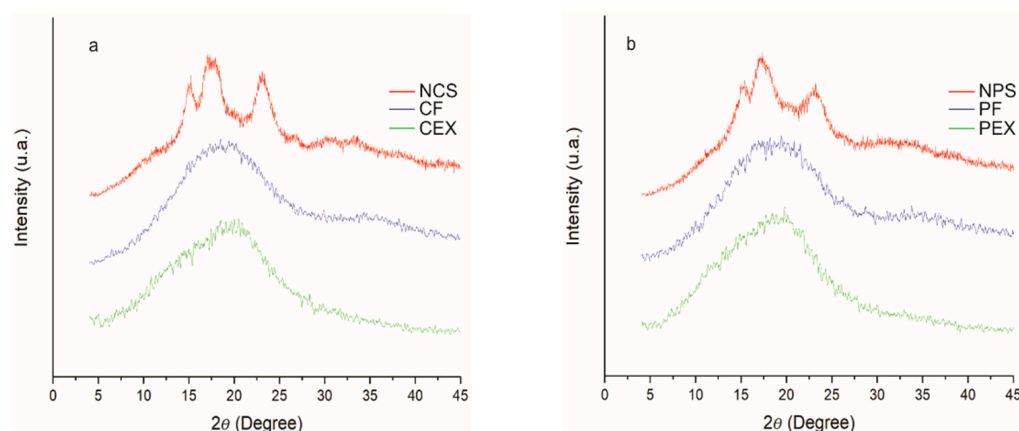 a
NCS
CF
CEX
Intensity (u.a.)
0 5 10 15 20 25 30 35 40 45
2θ (Degree)
b
NPS
PF
PEX
Intensity (u.a.)
0 5 10 15 20 25 30 35 40 45
2θ (Degree)